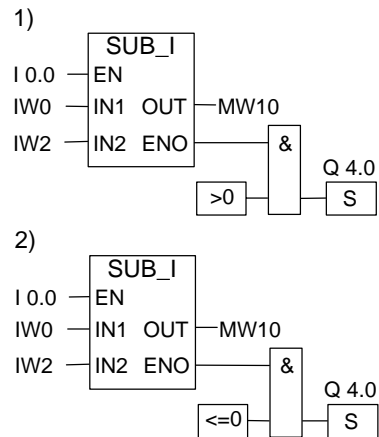 1)
SUB_I
I 0.0 EN
IW0 IN1 OUT MW10
IW2 IN2 ENO &
Q 4.0
>0 S
2)
SUB_I
I 0.0 EN
IW0 IN1 OUT MW10
IW2 IN2 ENO &
Q 4.0
<=0 S